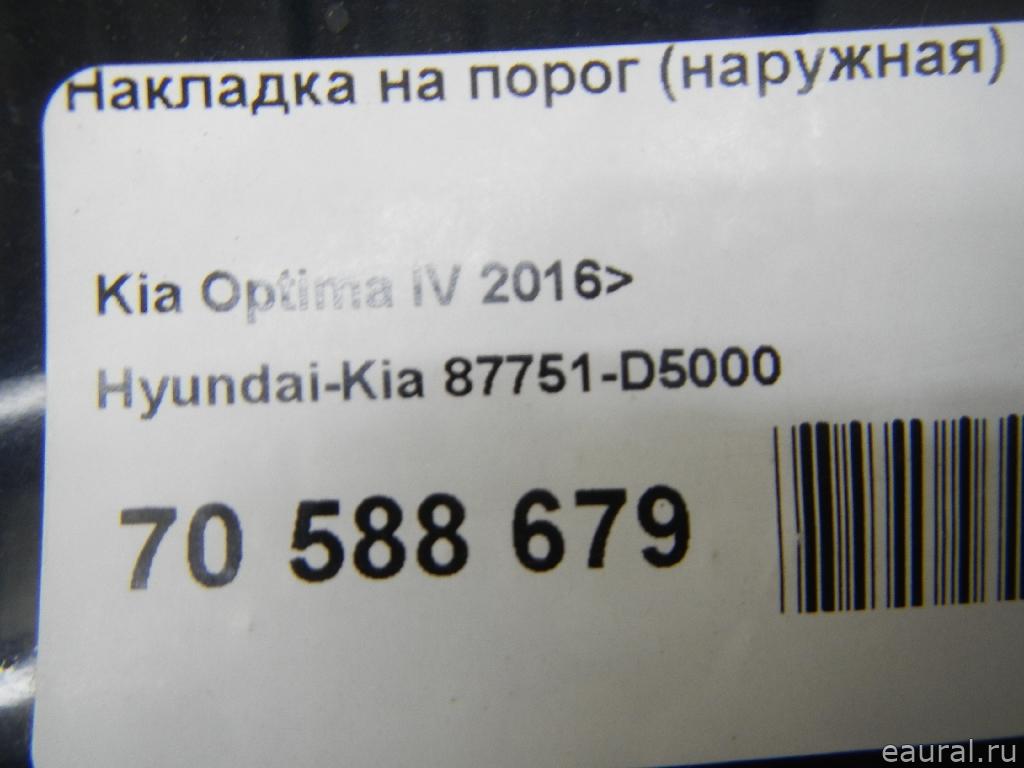 Накладка на порог (наружная)
Kia Optima IV 2016>
Hyundai-Kia 87751-D5000
70 588 679
eaural.ru